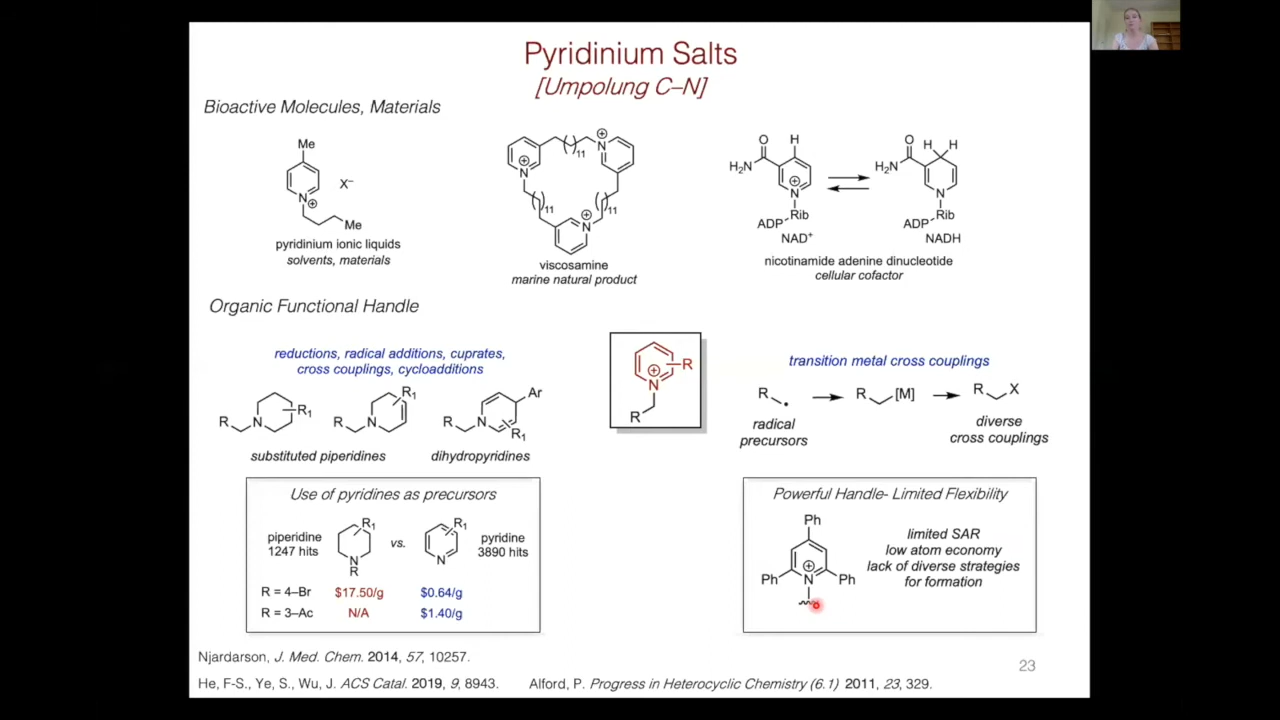 Pyridinium Salts
[Umpolung C–N]
Bioactive Molecules, Materials
Me
N
⊕
X–
Me
pyridinium ionic liquids
solvents, materials
⊕
N
⊕
N
⊕
N
( )11
( )11
( )11
viscosamine
marine natural product
O
H
H2N
⊕
N
Rib
ADP
NAD+
O
H H
H2N
N
Rib
ADP
NADH
nicotinamide adenine dinucleotide
cellular cofactor
Organic Functional Handle
reductions, radical additions, cuprates,
cross couplings, cycloadditions
R N R1
R N R1
R N Ar R1
substituted piperidines
dihydropyridines
R
⊕
N
R
transition metal cross couplings
R •
R [M]
R X
radical
precursors
diverse
cross couplings
Use of pyridines as precursors
piperidine
1247 hits
R1
N
R
vs.
R1
N
pyridine
3890 hits
R = 4–Br $17.50/g $0.64/g
R = 3–Ac N/A $1.40/g
Powerful Handle- Limited Flexibility
Ph
⊕
Ph N Ph
limited SAR
low atom economy
lack of diverse strategies
for formation
Njardarson, J. Med. Chem. 2014, 57, 10257.
23
He, F-S., Ye, S., Wu, J. ACS Catal. 2019, 9, 8943. Alford, P. Progress in Heterocyclic Chemistry (6.1) 2011, 23, 329.